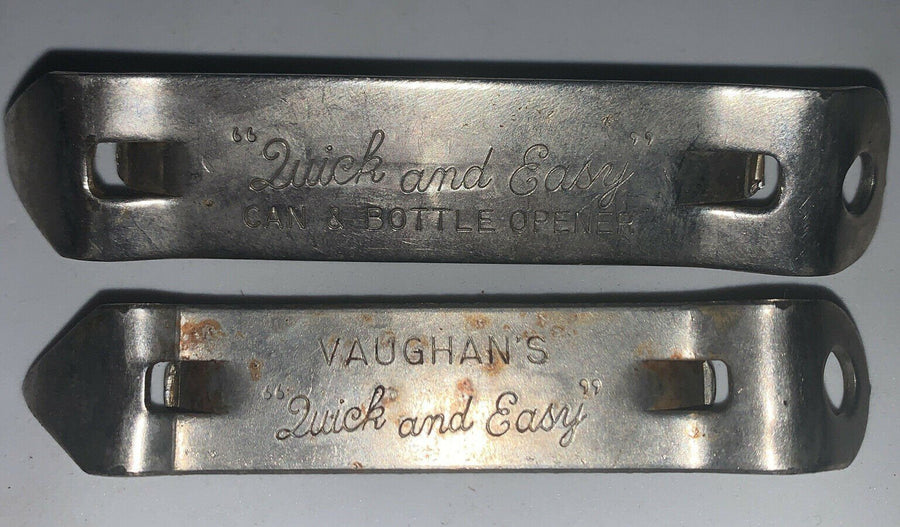 "Quick and Easy"
CAN & BOTTLE OPENER
VAUGHAN'S
"Quick and Easy"